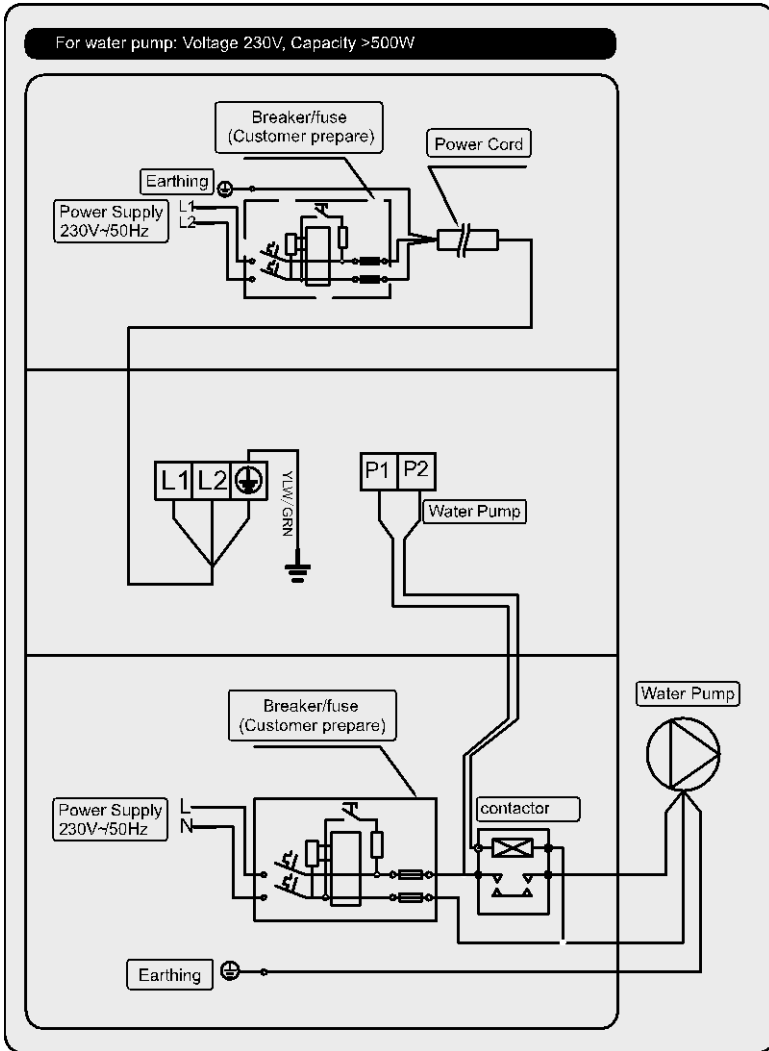 For water pump: Voltage 230V, Capacity >500W
Breaker/fuse
(Customer prepare)
Power Cord
Earthing
Power Supply
230V~/50Hz
L1
L2
L1 L2
YLW/GRN
P1 P2
Water Pump
Breaker/fuse
(Customer prepare)
Water Pump
Power Supply
230V~/50Hz
L
N
contactor
Earthing